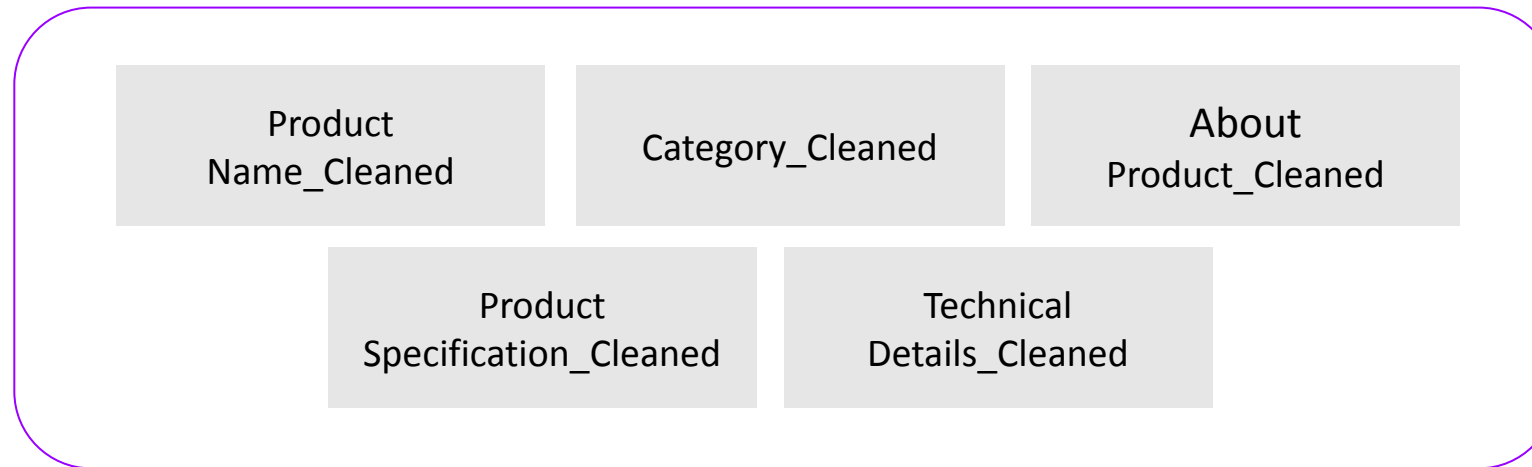 Product
Name_Cleaned
Category_Cleaned
About
Product_Cleaned
Product
Specification_Cleaned
Technical
Details_Cleaned